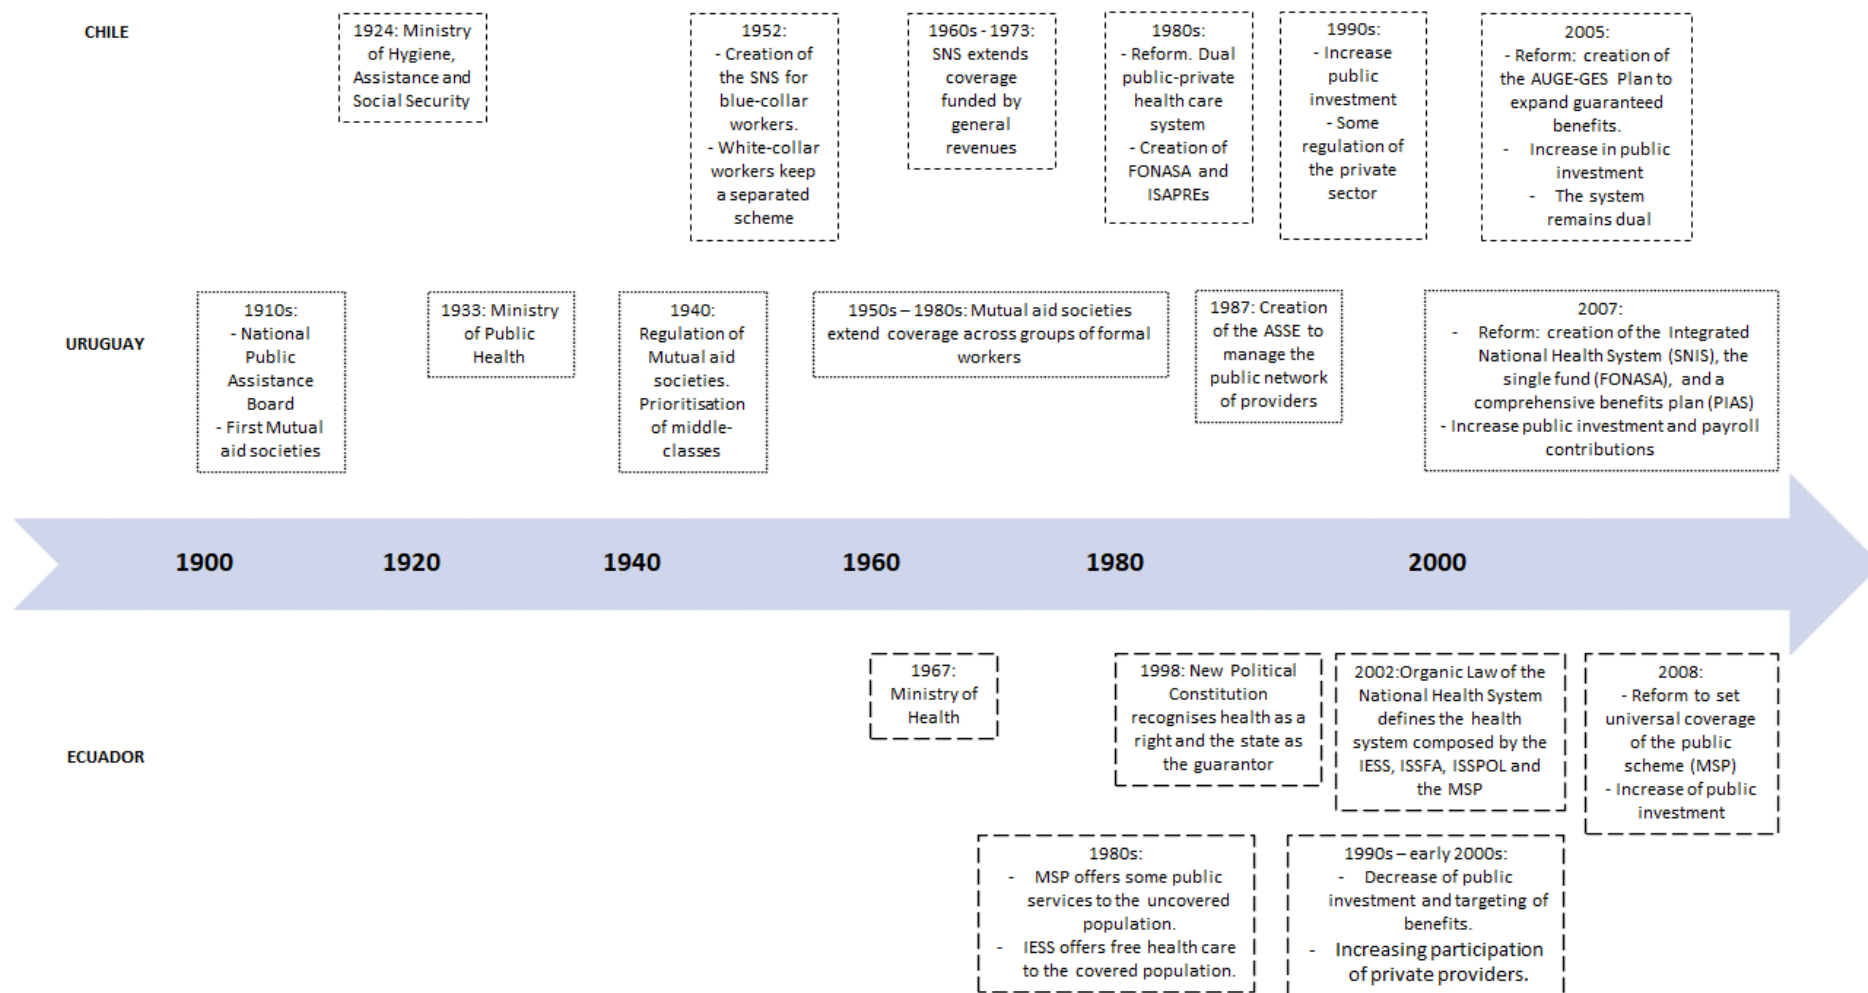 CHILE
1924: Ministry
of Hygiene,
Assistance and
Social Security
1952:
- Creation of
the SNS for
blue-collar
workers.
- White-collar
workers keep
a separated
scheme
1960s - 1973:
SNS extends
coverage
funded by
general
revenues
1980s:
- Reform. Dual
public-private
health care
system
- Creation of
FONASA and
ISAPREs
1990s:
- Increase
public
investment
- Some
regulation of
the private
sector
2005:
- Reform: creation of
the AUGE-GES Plan to
expand guaranteed
benefits.
- Increase in public
investment
- The system
remains dual
URUGUAY
1910s:
- National
Public
Assistance
Board
- First Mutual
aid societies
1933: Ministry
of Public
Health
1940:
Regulation of
Mutual aid
societies.
Prioritisation
of middle-
classes
1950s – 1980s: Mutual aid societies
extend coverage across groups of formal
workers
1987: Creation
of the ASSE to
manage the
public network
of providers
2007:
- Reform: creation of the Integrated
National Health System (SNIS), the
single fund (FONASA), and a
comprehensive benefits plan (PIAS)
- Increase public investment and payroll
contributions
1900
1920
1940
1960
1980
2000
ECUADOR
1967:
Ministry of
Health
1998: New Political
Constitution
recognises health as a
right and the state as
the guarantor
2002:Organic Law of the
National Health System
defines the health
system composed by the
IESS, ISSFA, ISSPOL and
the MSP
2008:
- Reform to set
universal coverage
of the public
scheme (MSP)
- Increase of public
investment
1980s:
- MSP offers some public
services to the uncovered
population.
- IESS offers free health care
to the covered population.
1990s – early 2000s:
- Decrease of public
investment and targeting of
benefits.
- Increasing participation
of private providers.